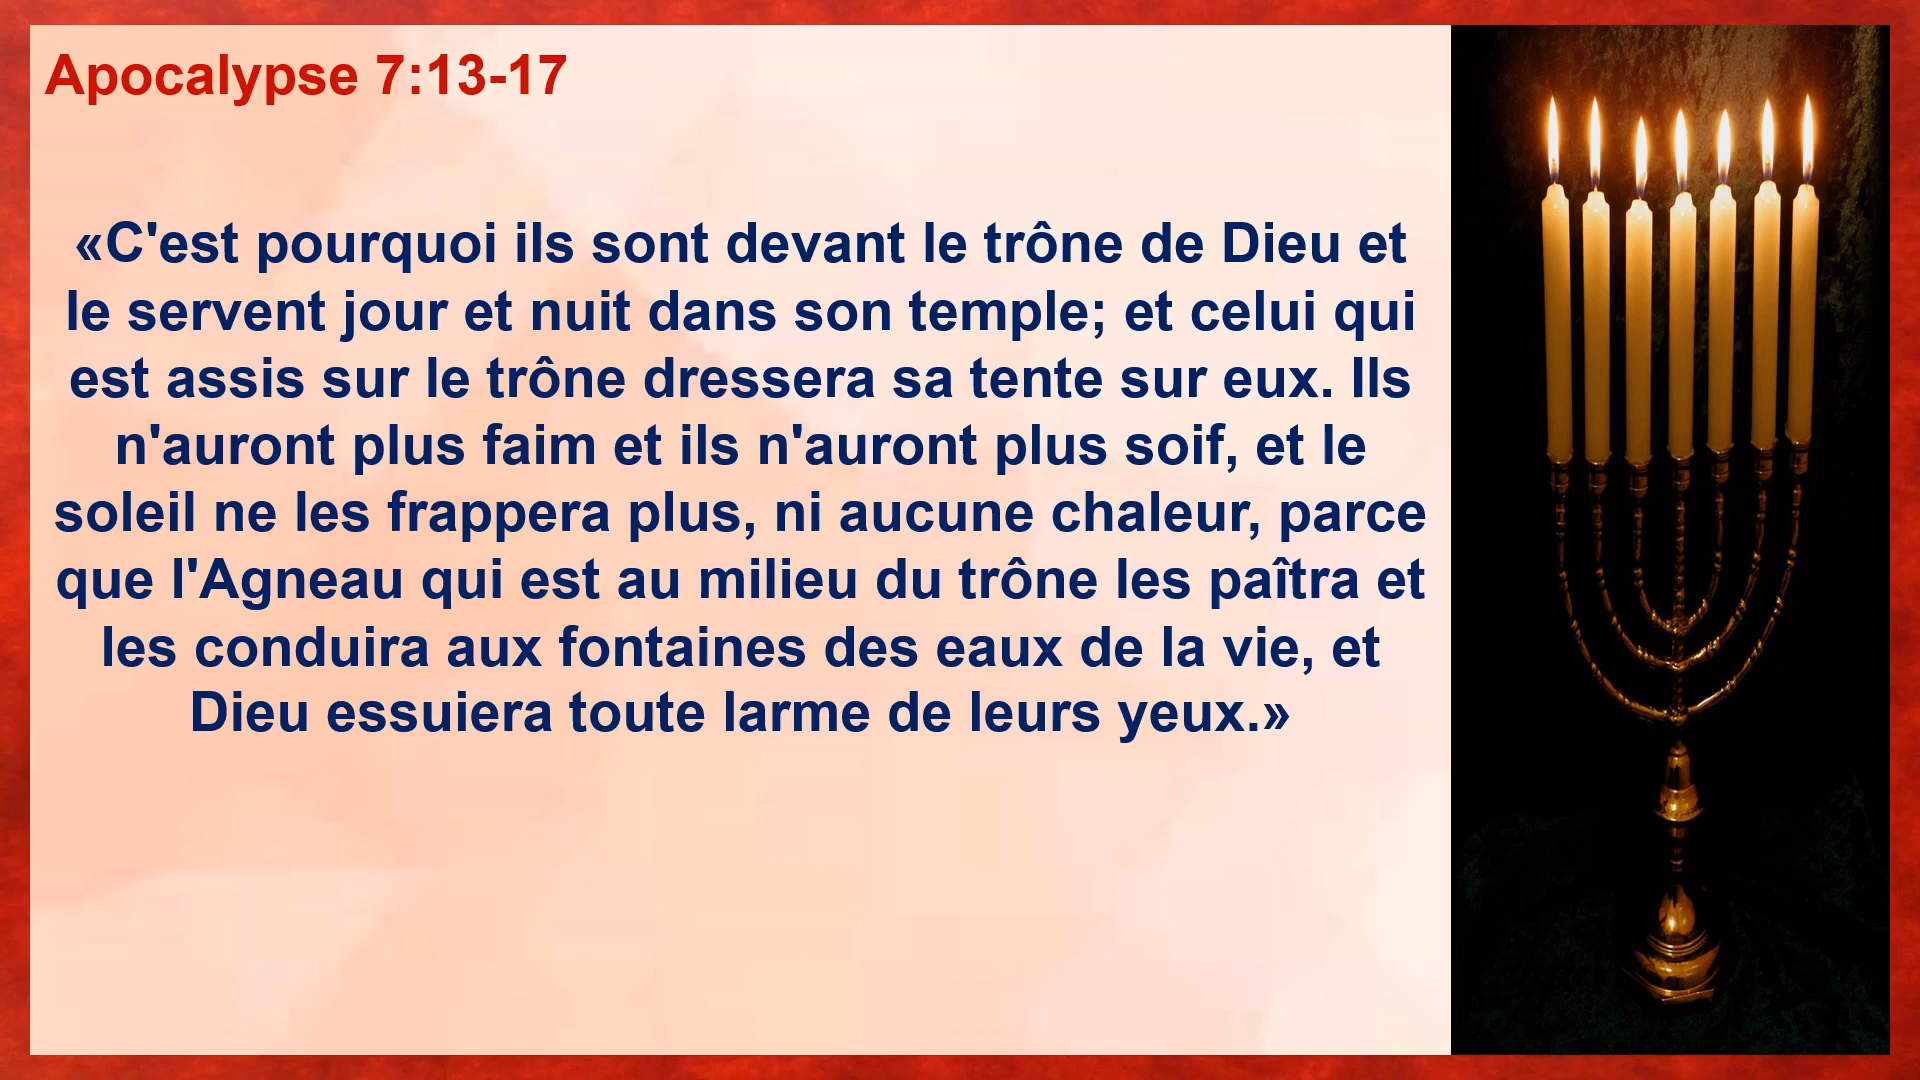 Apocalypse 7:13-17
«C'est pourquoi ils sont devant le trône de Dieu et
le servent jour et nuit dans son temple; et celui qui
est assis sur le trône dressera sa tente sur eux. Ils
n'auront plus faim et ils n'auront plus soif, et le
soleil ne les frappera plus, ni aucune chaleur, parce
que l'Agneau qui est au milieu du trône les paîtra et
les conduira aux fontaines des eaux de la vie, et
Dieu essuiera toute larme de leurs yeux.»